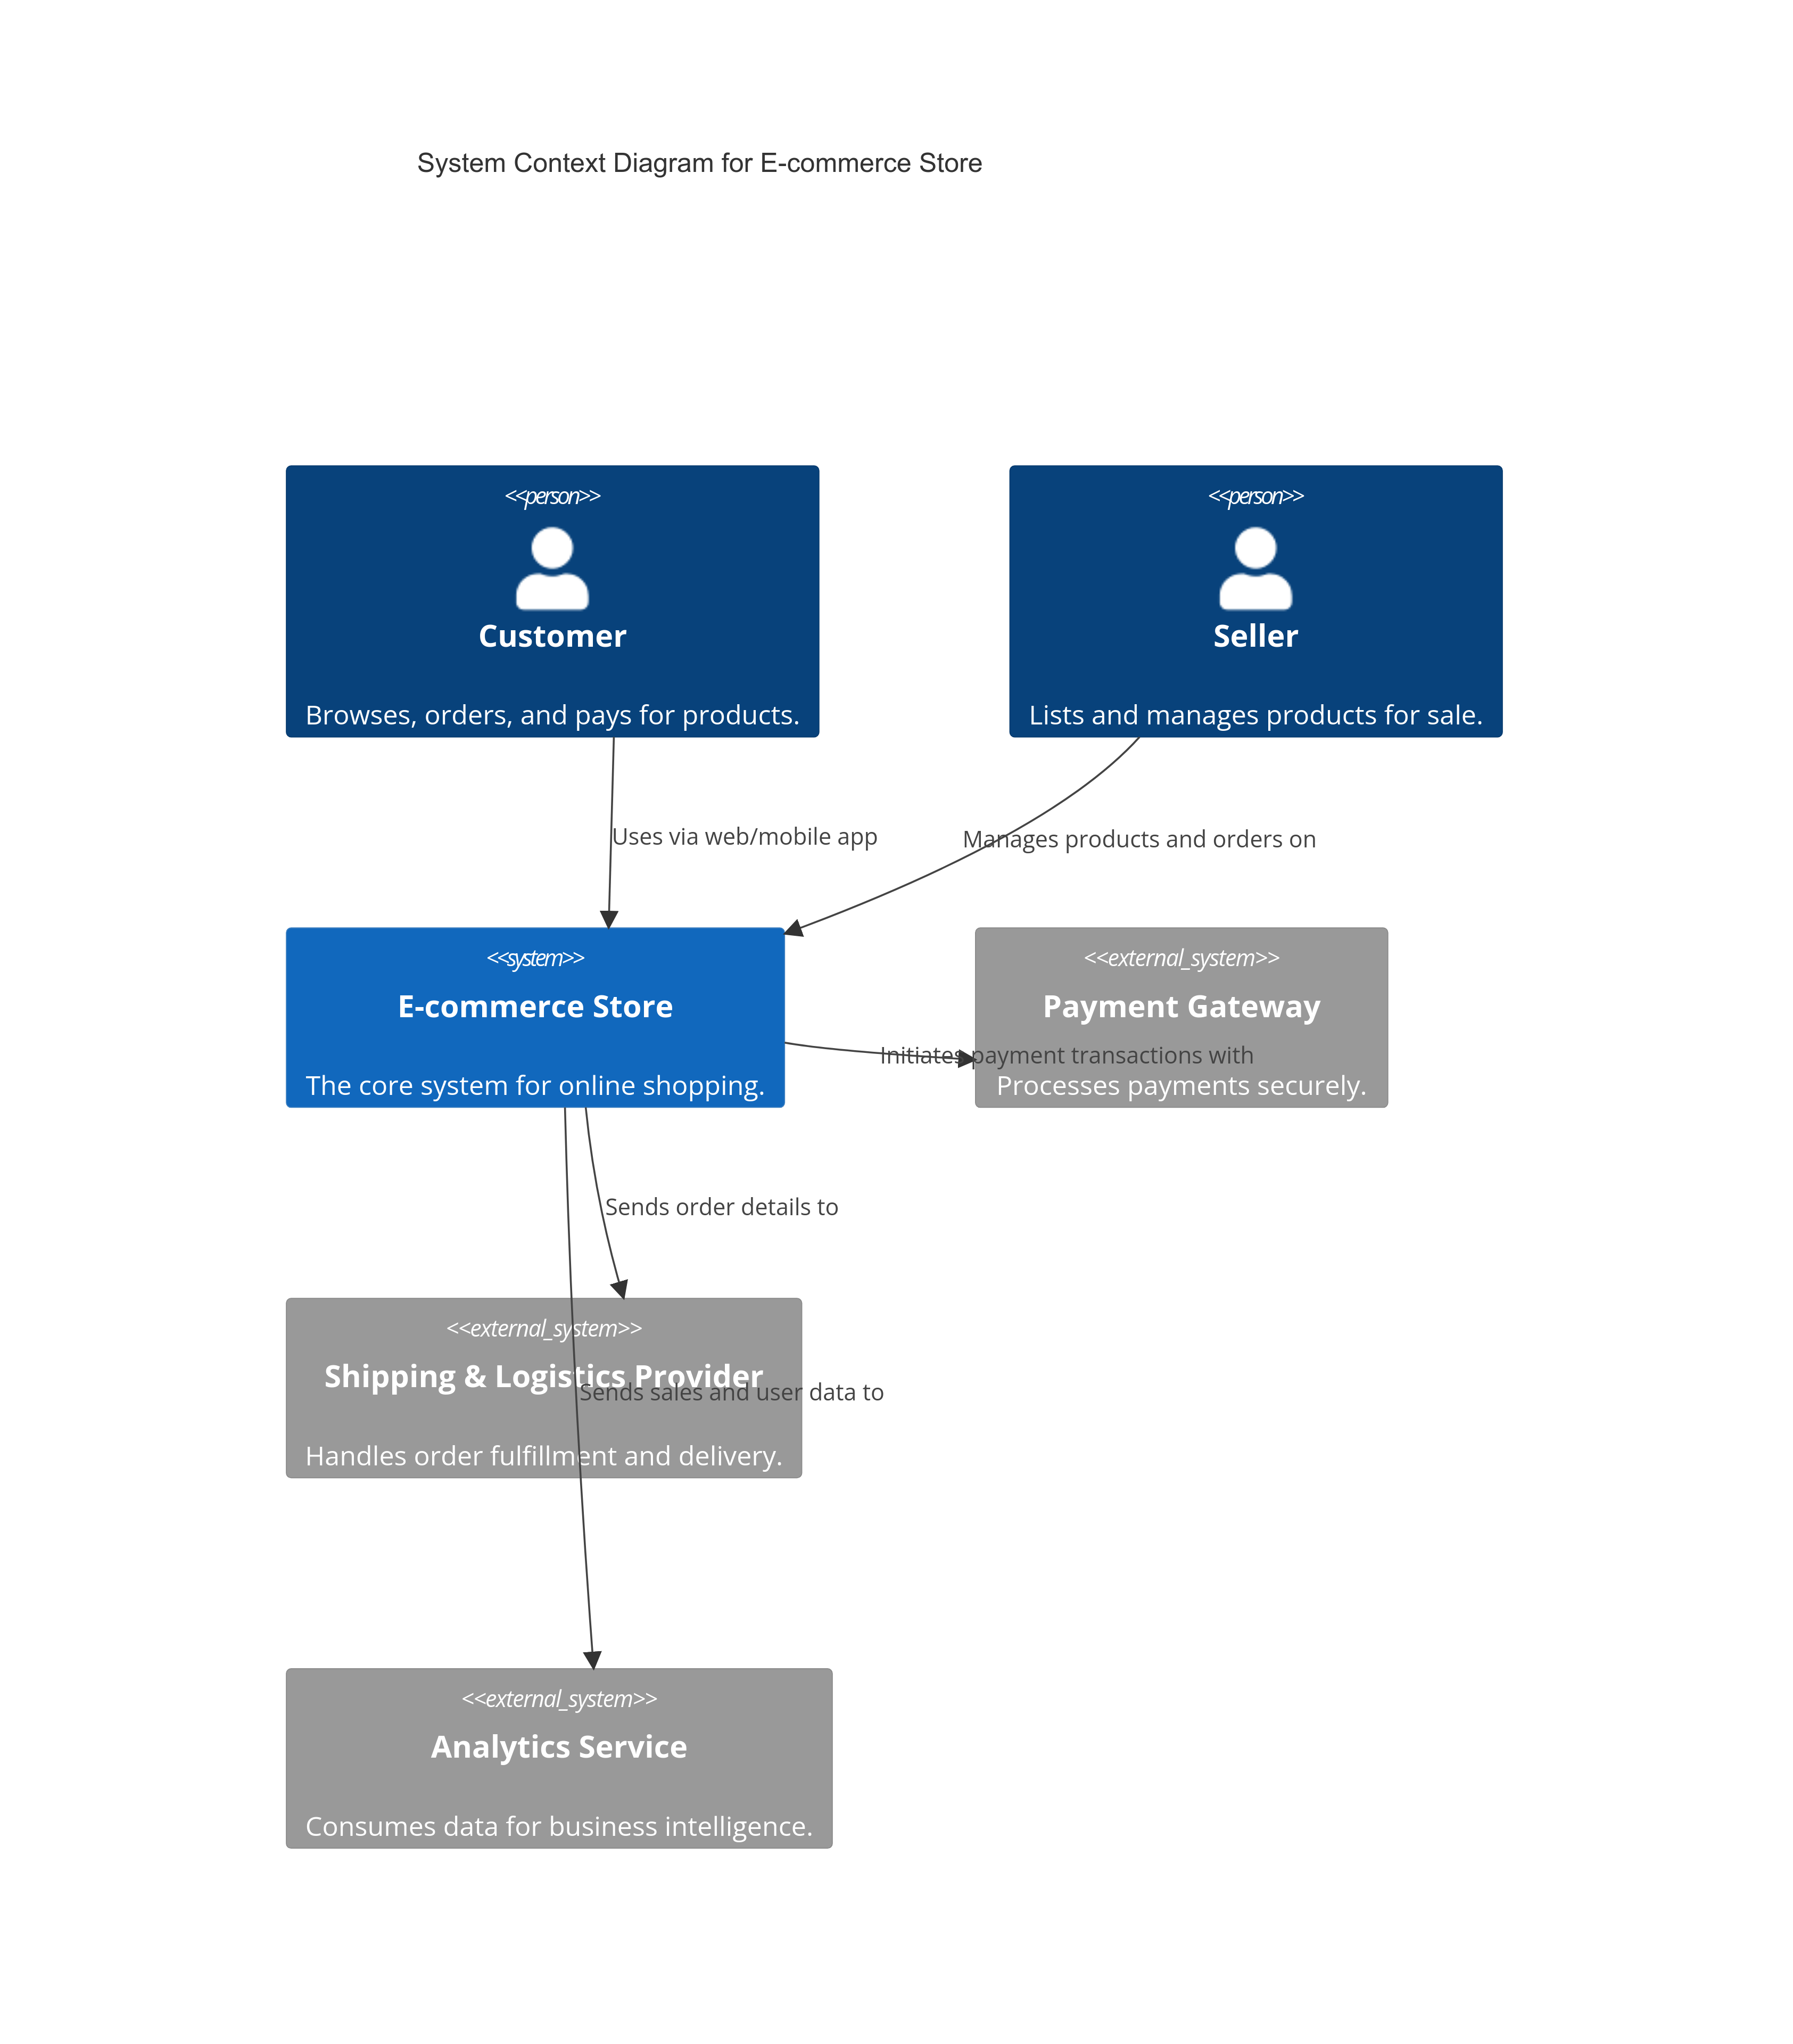 System Context Diagram for E-commerce Store
<<person>>
Customer
Browses, orders, and pays for products.
<<person>>
Seller
Lists and manages products for sale.
Uses via web/mobile app
Manages products and orders on
<<system>>
E-commerce Store
The core system for online shopping.
<<external_system>>
Payment Gateway
Initiates payment transactions with
Processes payments securely.
Sends order details to
<<external_system>>
Shipping & Logistics Provider
Sends sales and user data to
Handles order fulfillment and delivery.
<<external_system>>
Analytics Service
Consumes data for business intelligence.